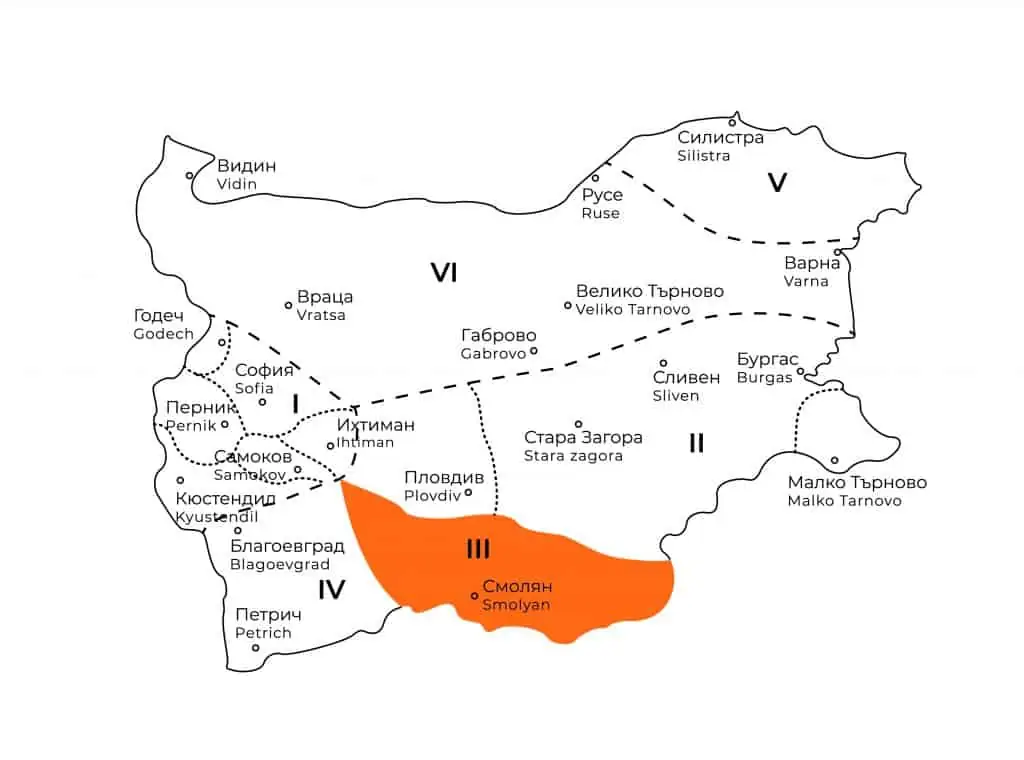 Силистра
Silistra
V
Видин
Vidin
Русе
Ruse
VI
Варна
Varna
Враца
Vratsa
Велико Търново
Veliko Tarnovo
Годеч
Godech
Габрово
Gabrovo
София
Sofia
I
Сливен
Sliven
Бургас
Burgas
Перник
Pernik
Ихтиман
Ihtiman
Стара Загора
Stara zagora
II
Самоков
Samokov
Пловдив
Plovdiv
Малко Търново
Malko Tarnovo
Кюстендил
Kyustendil
Благоевград
Blagoevgrad
III
IV
Смолян
Smolyan
Петрич
Petrich